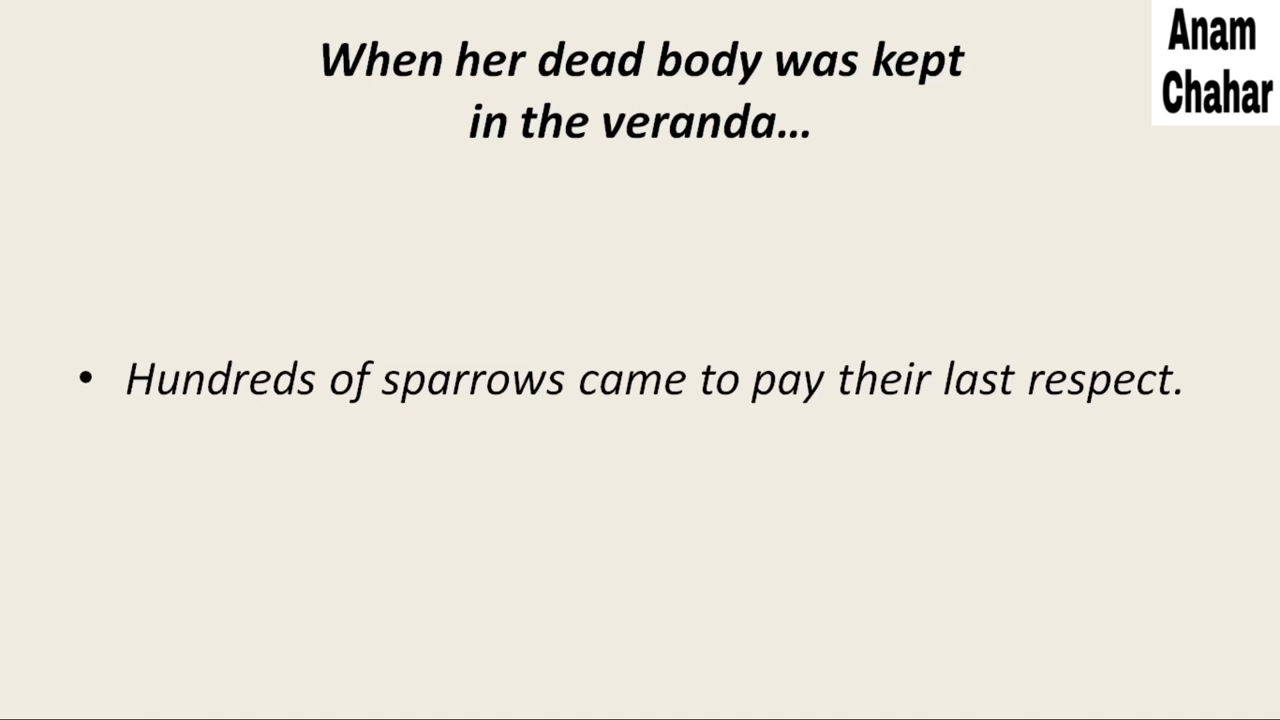 When her dead body was kept
in the veranda...
Anam
Chahar
• Hundreds of sparrows came to pay their last respect.